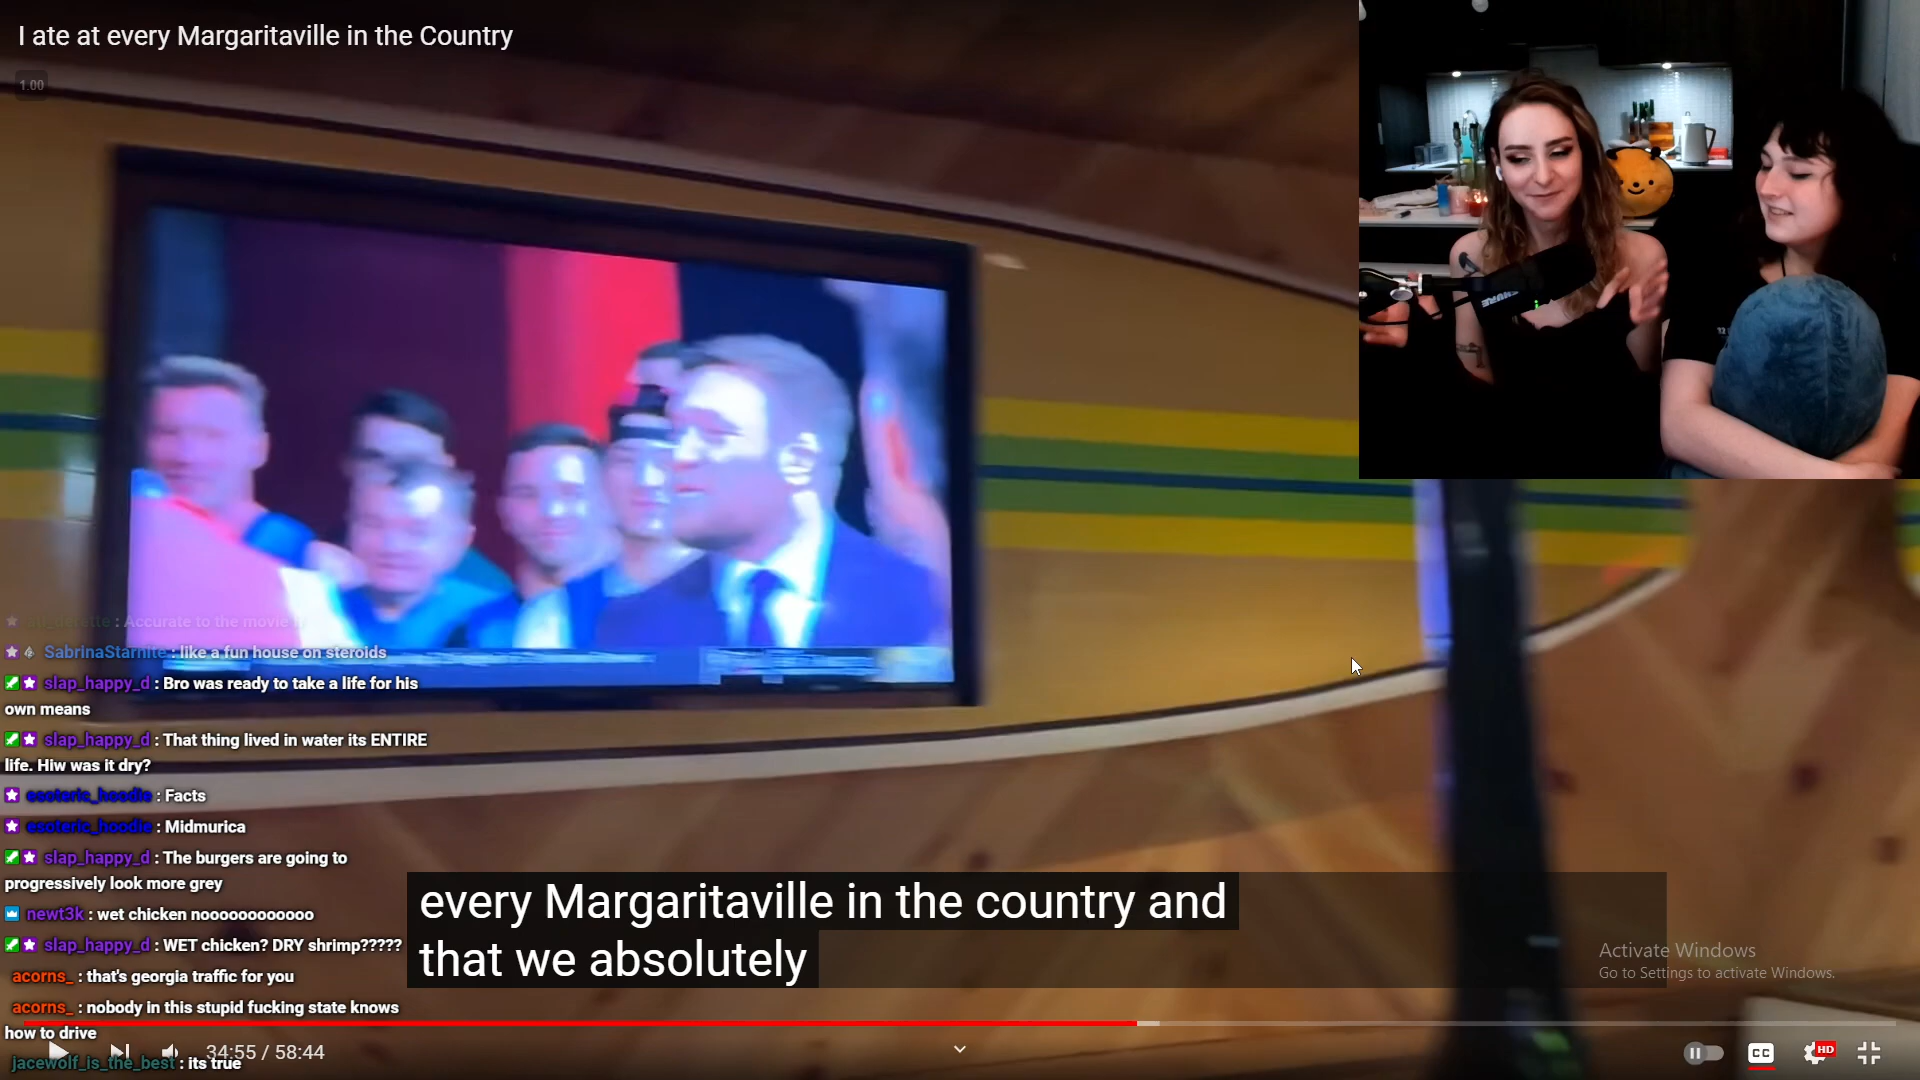 I ate at every Margaritaville in the Country
1.00
: Accurate to the movie
SabrinaStarnite : like a fun house on steroids
slap_happy_d : Bro was ready to take a life for his
own means
slap_happy_d : That thing lived in water its ENTIRE
life. Hiw was it dry?
esoteric_hoodie : Facts
esoteric_hoodie : Midmurica
slap_happy_d : The burgers are going to
progressively look more grey
newt3k : wet chicken noooooooooooo
slap_happy_d : WET chicken? DRY shrimp?????
acorns_ : that's georgia traffic for you
acorns_ : nobody in this stupid fucking state knows
how to drive
jacewolf_is_the_best : its true
every Margaritaville in the country and
that we absolutely
Activate Windows
Go to Settings to activate Windows.
34:55 / 58:44
CC
HD
SHURE